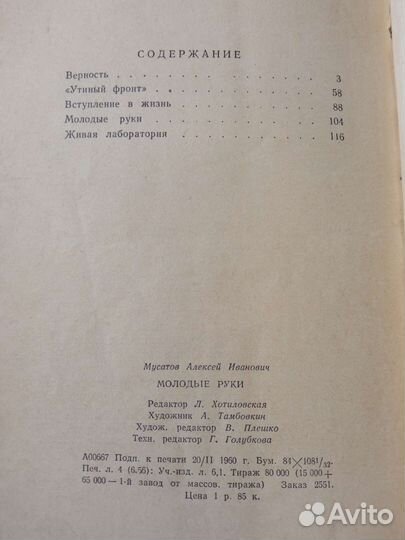 СОДЕРЖАНИЕ
Верность . . . . . . . . . . . . 3
«Утиный фронт» . . . . . . . . . . 58
Вступление в жизнь . . . . . . . . . 88
Молодые руки . . . . . . . . . . 104
Живая лаборатория . . . . . . . . . 116
Мусатов Алексей Иванович
МОЛОДЫЕ РУКИ
Редактор Л. Хотиловская
Художник А. Тамбовкин
Худож. редактор В. Плешко
Техн. редактор Г. Голубкова
А00667 Подп. к печати 20/II 1960 г. Бум. 84×108 1/32.
Печ. л. 4 (6.56): Уч.-изд. л. 6,1. Тираж 80 000 (15 000+
65 000—1-й завод от массов. тиража) Заказ 2551.
Цена 1 р. 85 к.
Avito